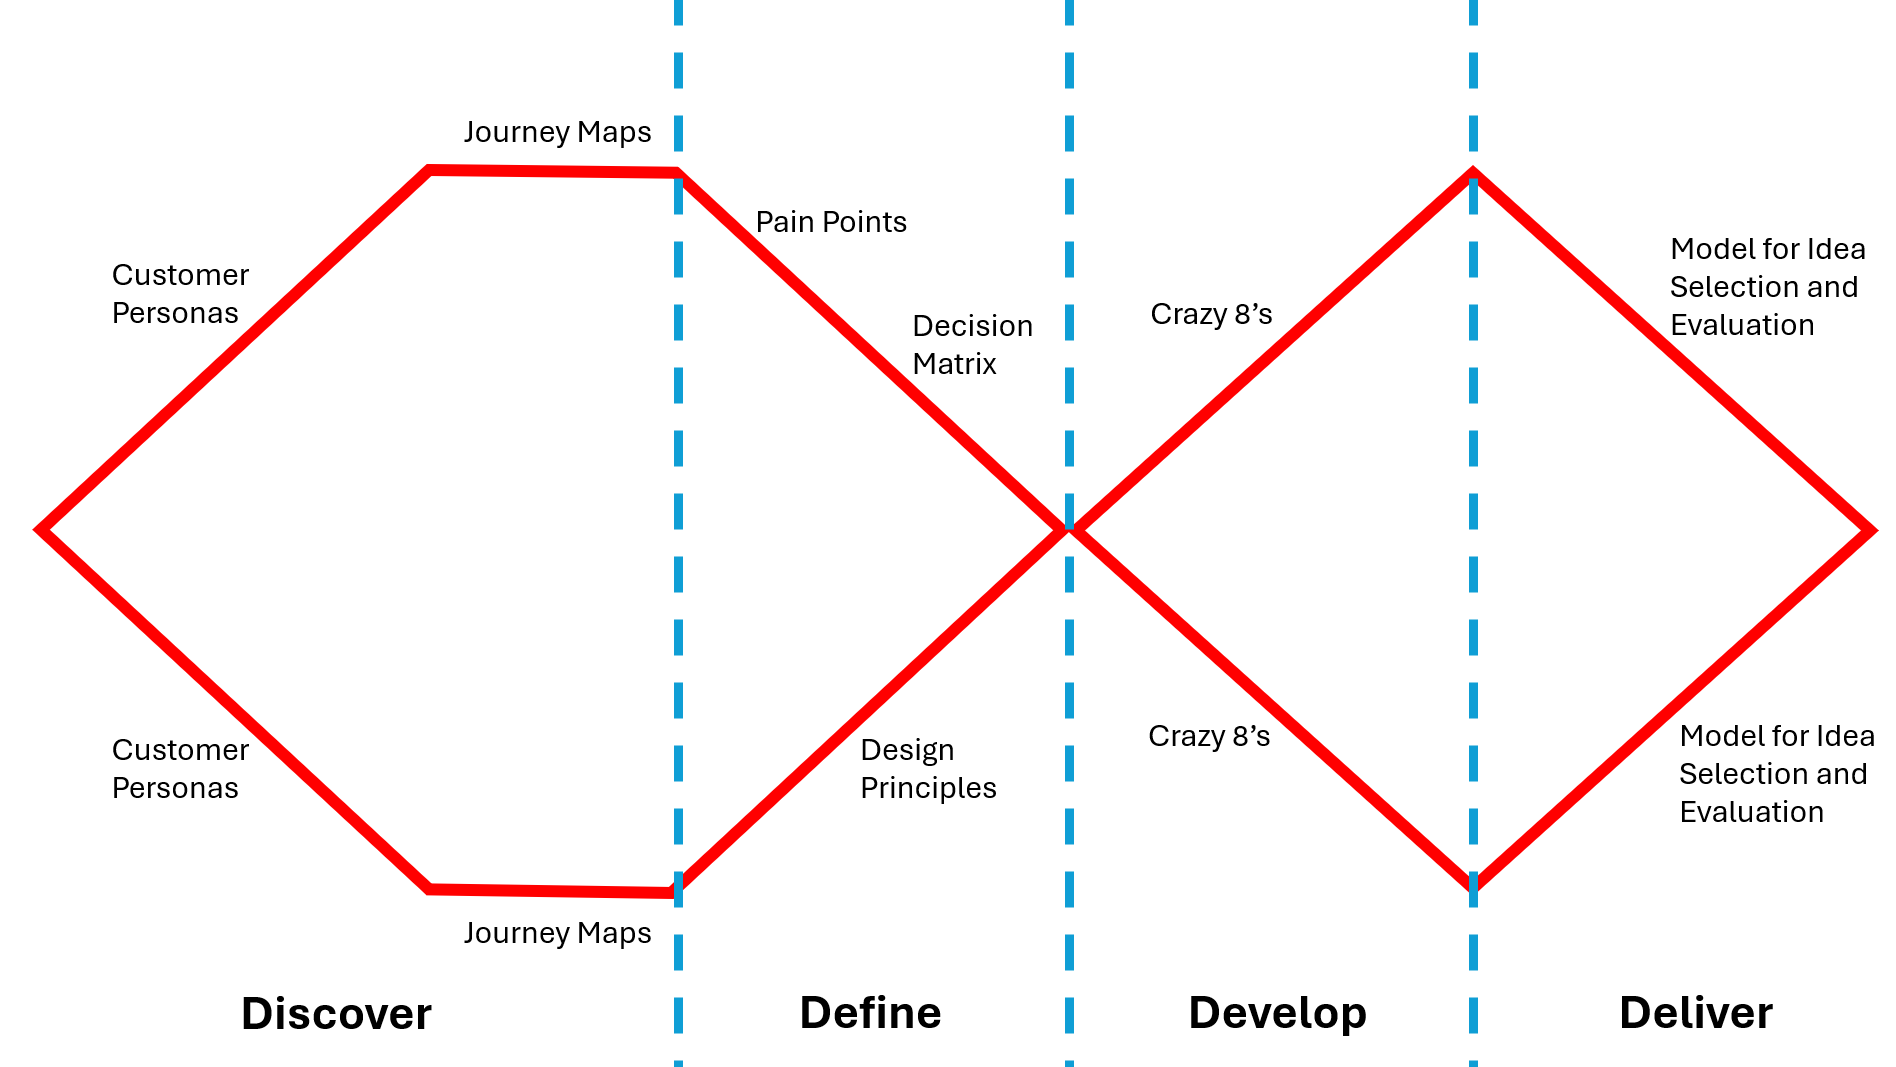 Journey Maps
Pain Points
Customer
Personas
Decision
Matrix
Crazy 8’s
Model for Idea
Selection and
Evaluation
Customer
Personas
Journey Maps
Design
Principles
Crazy 8’s
Model for Idea
Selection and
Evaluation
Discover
Define
Develop
Deliver